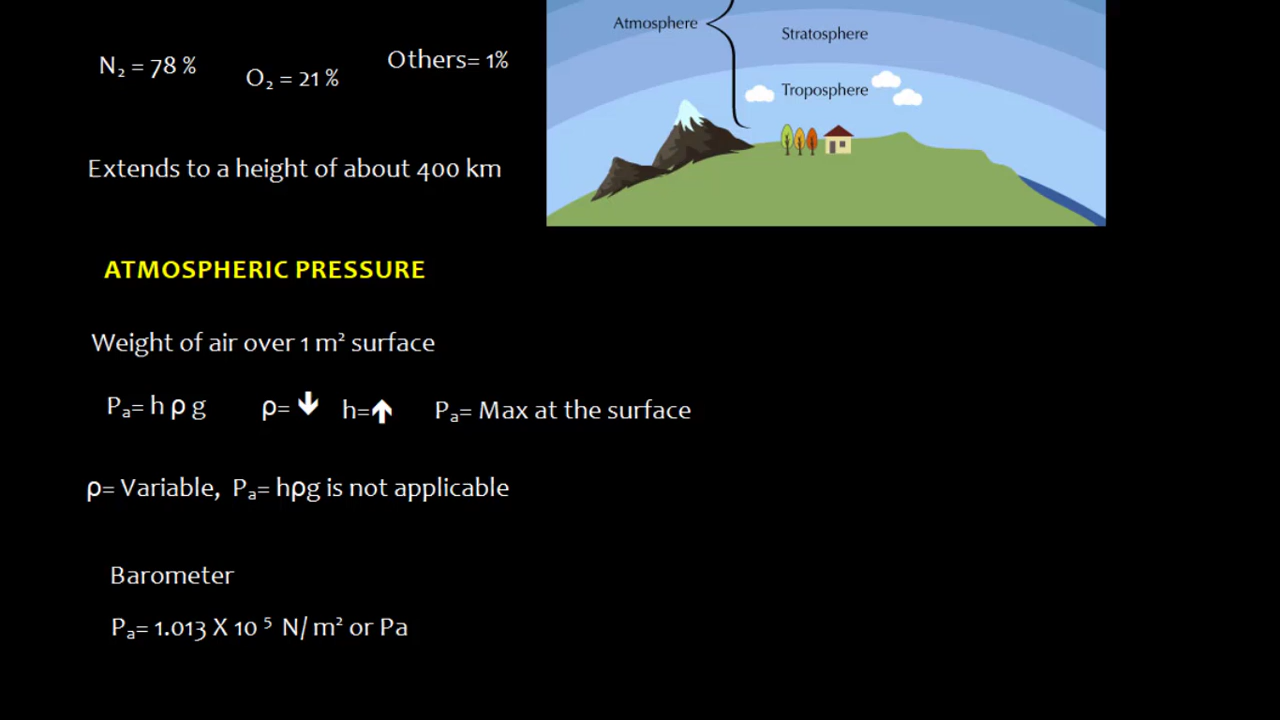 N₂ = 78 %
O₂ = 21 %
Others= 1%
Atmosphere
Stratosphere
Troposphere
Extends to a height of about 400 km
ATMOSPHERIC PRESSURE
Weight of air over 1 m² surface
Pₐ= h ρ g ρ= 🡇 h=🡅 Pₐ= Max at the surface
ρ= Variable, Pₐ= hρg is not applicable
Barometer
Pₐ= 1.013 X 10 ⁵ N/ m² or Pa